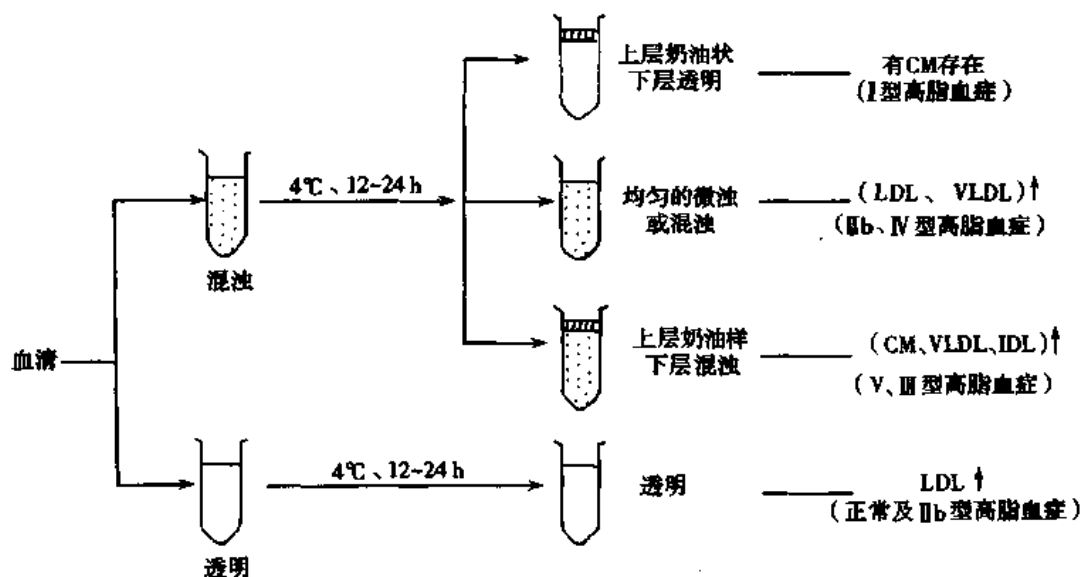 上层奶油状
下层透明
有CM存在
(I型高脂血症)
4℃、12~24 h
混浊
均匀的微浊
或混浊
(LDL、VLDL)↑
(Ⅱb、Ⅳ型高脂血症)
血清
上层奶油样
下层混浊
(CM、VLDL、IDL)↑
(V、Ⅲ型高脂血症)
4℃、12~24 h
透明
透明
LDL↑
(正常及Ⅱb型高脂血症)